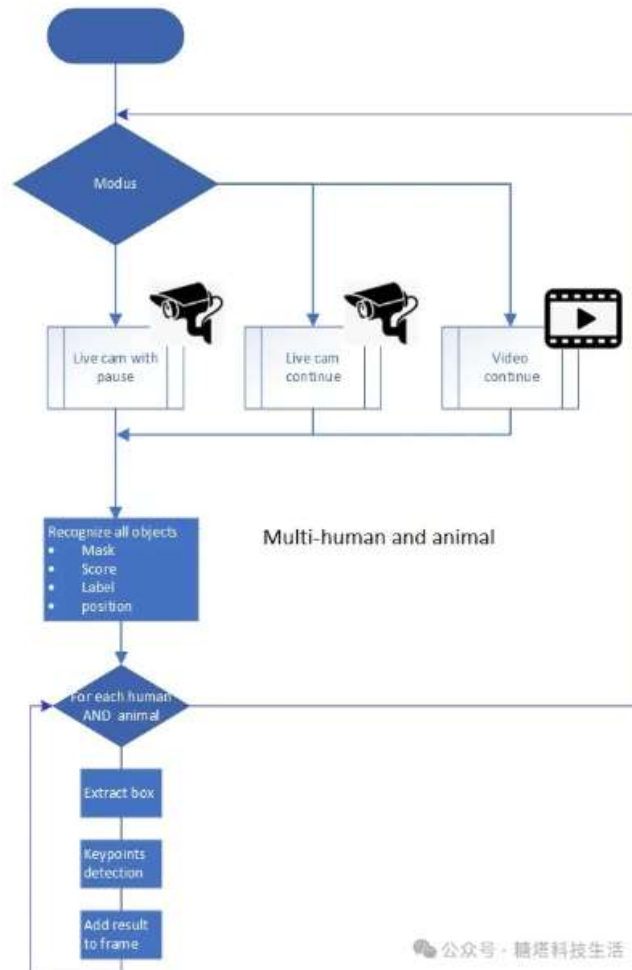 Modus
Live cam with
pause
Live cam
continue
Video
continue
Recognize all objects
• Mask
• Score
• Label
• position
Multi-human and animal
For each human
AND animal
Extract box
Keypoints
detection
Add result
to frame
公众号 · 糖塔科技生活